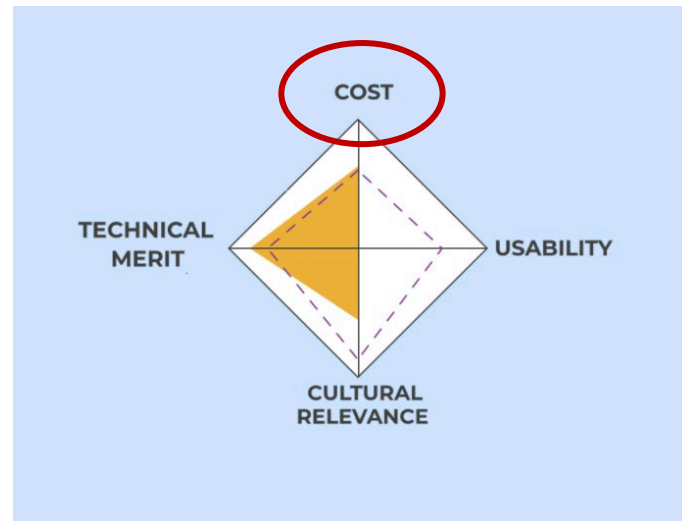 COST
TECHNICAL
MERIT
USABILITY
CULTURAL
RELEVANCE